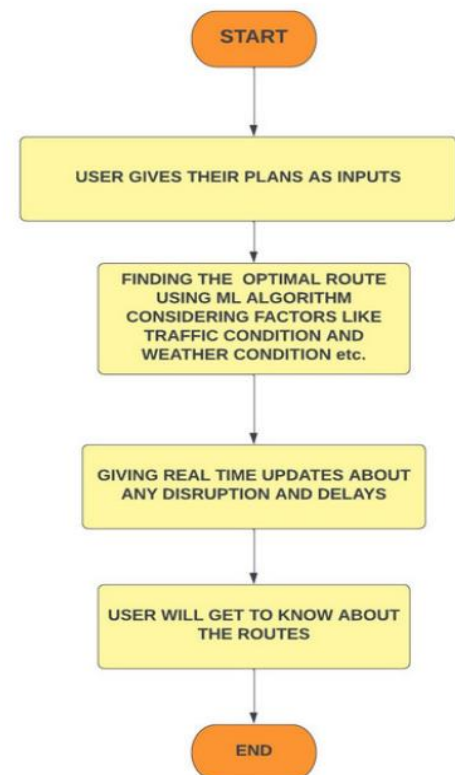 START
USER GIVES THEIR PLANS AS INPUTS
FINDING THE OPTIMAL ROUTE
USING ML ALGORITHM
CONSIDERING FACTORS LIKE
TRAFFIC CONDITION AND
WEATHER CONDITION etc.
GIVING REAL TIME UPDATES ABOUT
ANY DISRUPTION AND DELAYS
USER WILL GET TO KNOW ABOUT
THE ROUTES
END